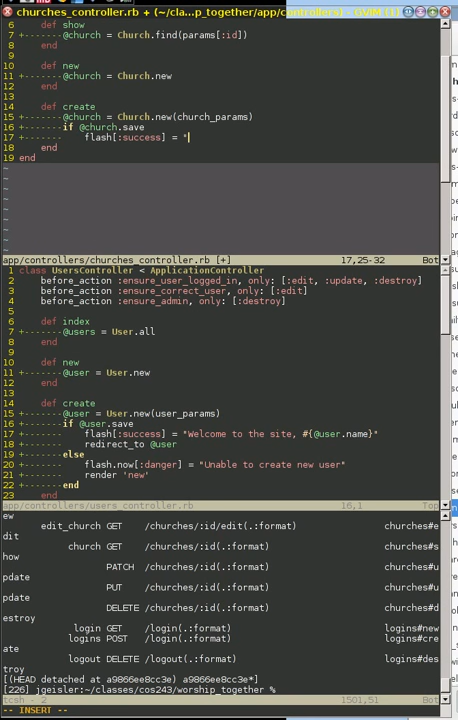 churches_controller.rb + (~/cla...p_together/app/controllers) - GVIM (1)
6     def show
7 +-------@church = Church.find(params[:id])
8     end
9
10     def new
11 +-------@church = Church.new
12     end
13
14     def create
15 +-------@church = Church.new(church_params)
16 +-------if @church.save
17 +-------    flash[:success] = "
18     end
19 end
~
~
~
~
~
~
~
~
~
app/controllers/churches_controller.rb [+] 17,25-32 Bot
1 class UsersController < ApplicationController
2     before_action :ensure_user_logged_in, only: [:edit, :update, :destroy]
3     before_action :ensure_correct_user, only: [:edit]
4     before_action :ensure_admin, only: [:destroy]
5
6     def index
7 +-------@users = User.all
8     end
9
10     def new
11 +-------@user = User.new
12     end
13
14     def create
15 +-------@user = User.new(user_params)
16 +-------if @user.save
17 +-------    flash[:success] = "Welcome to the site, #{@user.name}"
18 +-------    redirect_to @user
19 +-------else
20 +-------    flash.now[:danger] = "Unable to create new user"
21 +-------    render 'new'
22 +-------end
23     end
app/controllers/users_controller.rb 16,1 Top
ew
edit_church GET /churches/:id/edit(.:format) churches#e
dit
church GET /churches/:id(.:format) churches#s
how
PATCH /churches/:id(.:format) churches#u
pdate
PUT /churches/:id(.:format) churches#u
pdate
DELETE /churches/:id(.:format) churches#d
estroy
login GET /login(.:format) logins#new
logins POST /login(.:format) logins#cre
ate
logout DELETE /logout(.:format) logins#des
troy
[(HEAD detached at a9866ee8cc3e) a9866ee8cc3e*]
[226] jgeisler:~/classes/cos243/worship_together %
tcsh - 2 1501,51 Bot
-- INSERT --